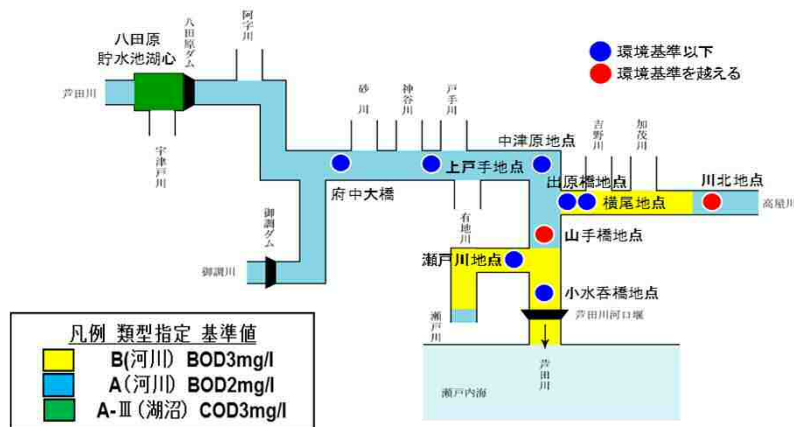 八田原
貯水池湖心
八田原ダム
阿字川
芦田川
宇津戸川
砂川
神谷川
戸手川
中津原地点
上戸手地点
府中大橋
有地川
御調ダム
御調川
環境基準以下
環境基準を越える
吉野川
加茂川
出原橋地点
横尾地点
川北地点
高屋川
山手橋地点
瀬戸川地点
小水呑橋地点
芦田川河口堰
瀬戸川
芦田川
瀬戸内海
凡例 類型指定 基準値
B(河川) BOD3mg/l
A(河川) BOD2mg/l
A-Ⅲ(湖沼) COD3mg/l